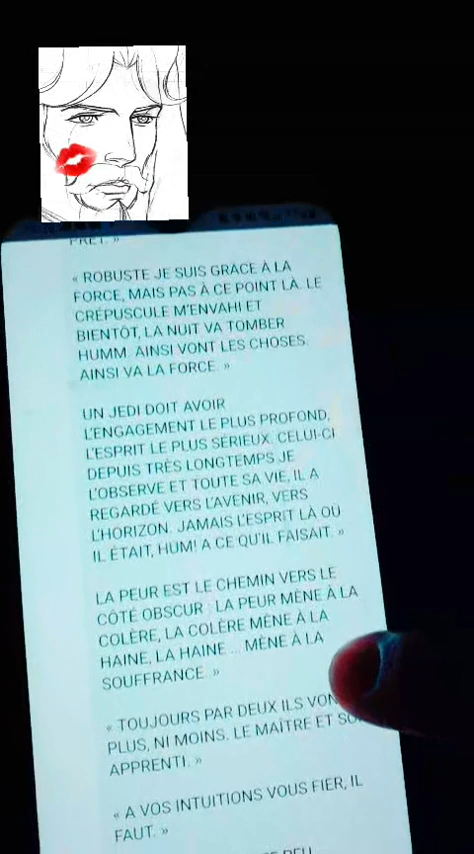 PRÊT. »
« ROBUSTE JE SUIS GRÂCE À LA
FORCE, MAIS PAS À CE POINT LÀ. LE
CRÉPUSCULE M'ENVAHI ET
BIENTÔT, LA NUIT VA TOMBER
HUMM. AINSI VONT LES CHOSES.
AINSI VA LA FORCE. »
UN JEDI DOIT AVOIR
L'ENGAGEMENT LE PLUS PROFOND,
L'ESPRIT LE PLUS SÉRIEUX. CELUI-CI
DEPUIS TRÈS LONGTEMPS JE
L'OBSERVE ET TOUTE SA VIE, IL A
REGARDÉ VERS L'AVENIR, VERS
L'HORIZON. JAMAIS L'ESPRIT LÀ OÙ
IL ÉTAIT, HUM! A CE QU'IL FAISAIT. »
LA PEUR EST LE CHEMIN VERS LE
CÔTÉ OBSCUR : LA PEUR MÈNE À LA
COLÈRE, LA COLÈRE MÈNE À LA
HAINE, LA HAINE ... MÈNE À LA
SOUFFRANCE. »
« TOUJOURS PAR DEUX ILS VONT
PLUS, NI MOINS. LE MAÎTRE ET SON
APPRENTI. »
« A VOS INTUITIONS VOUS FIER, IL
FAUT. »